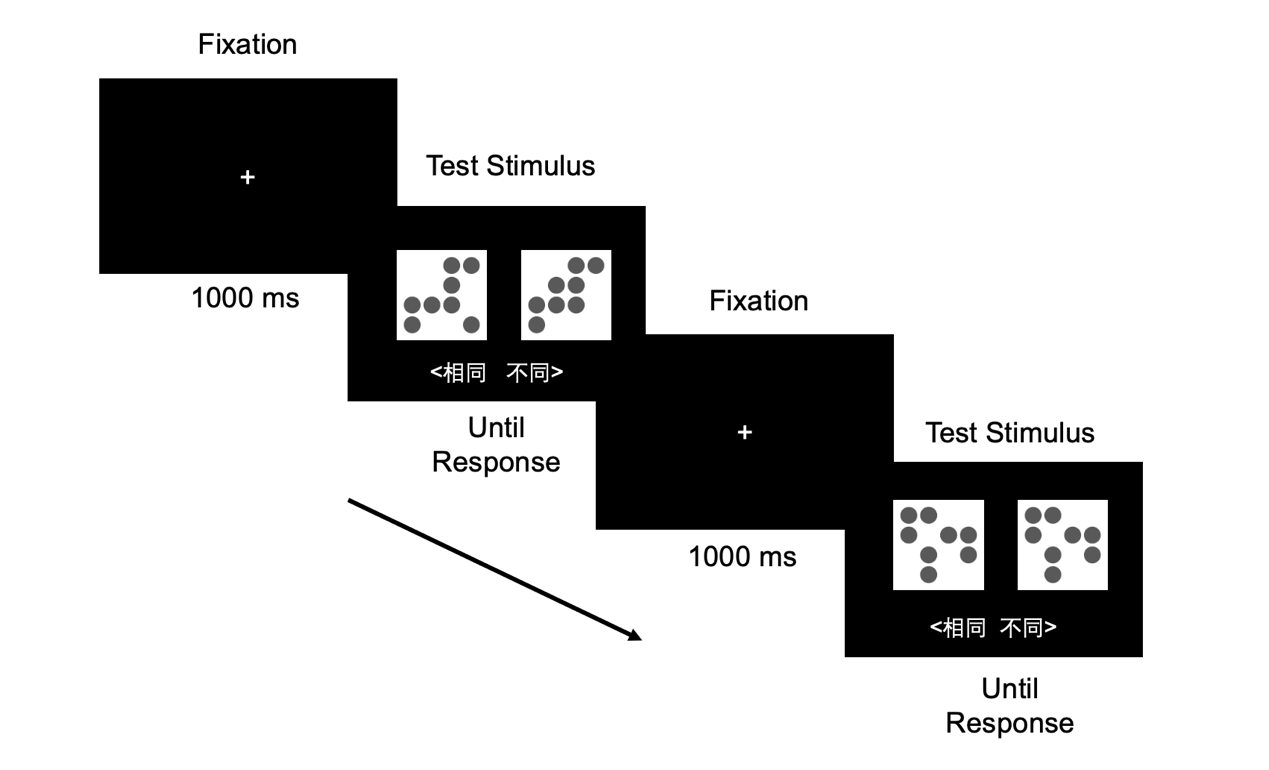 Fixation
+
1000 ms
Test Stimulus
<相同 不同>
Until
Response
Fixation
+
1000 ms
Test Stimulus
<相同 不同>
Until
Response